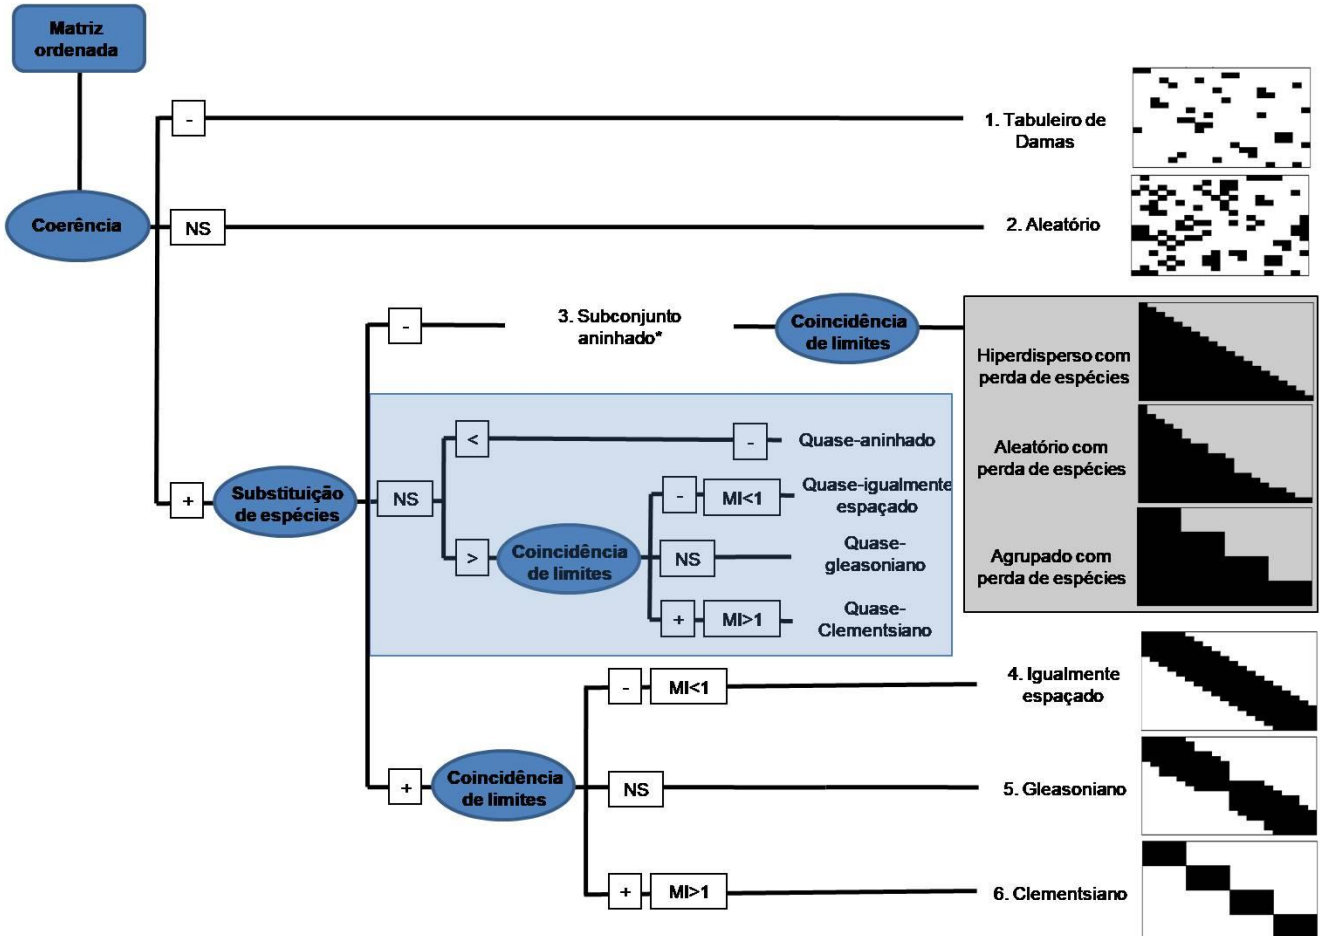 Matriz
ordenada
-
1. Tabuleiro de
Damas
Coerência
NS
2. Aleatório
-
3. Subconjunto
aninhado*
Coincidência
de limites
Hiperdisperso com
perda de espécies
Aleatório com
perda de espécies
Agrupado com
perda de espécies
+
Substituição
de espécies
NS
<
-
Quase-aninhado
>
Coincidência
de limites
-
MI<1
Quase-igualmente
espaçado
NS
Quase-
gleasoniano
+
MI>1
Quase-
Clementsiano
+
Coincidência
de limites
-
MI<1
4. Igualmente
espaçado
NS
5. Gleasoniano
+
MI>1
6. Clementsiano